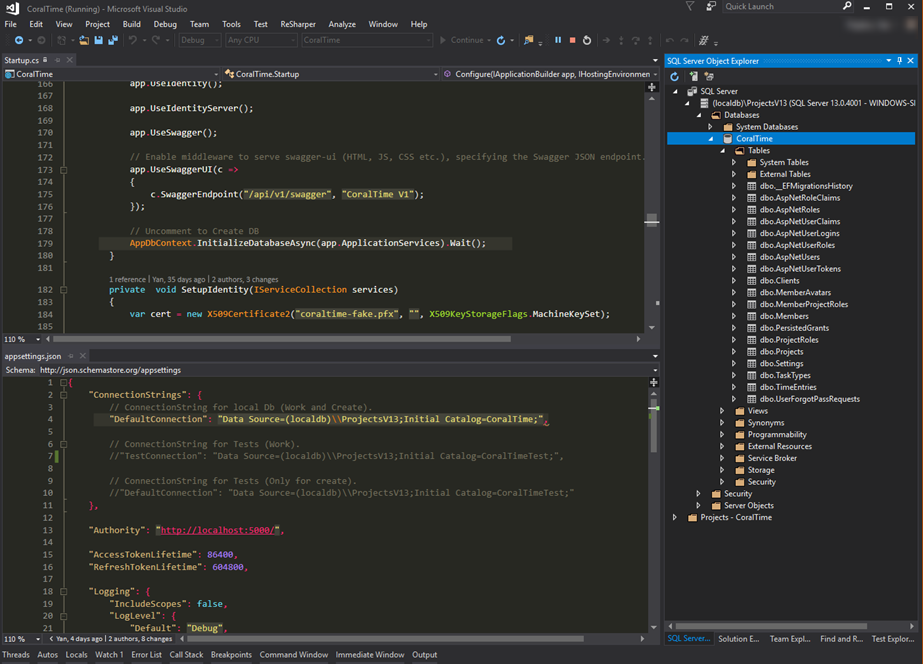 CoralTime (Running) - Microsoft Visual Studio
Quick Launch
File Edit View Project Build Debug Team Tools Test ReSharper Analyze Window Help
Debug Any CPU CoralTime Continue
Startup.cs
CoralTime CoralTime.Startup Configure(IApplicationBuilder app, IHostingEnvironmen
166 app.UseIdentity();
167
168 app.UseIdentityServer();
169
170 app.UseSwagger();
171
172 // Enable middleware to serve swagger-ui (HTML, JS, CSS etc.), specifying the Swagger JSON endpoint.
173 app.UseSwaggerUI(c =>
174 {
175 c.SwaggerEndpoint("/api/v1/swagger", "CoralTime V1");
176 });
177
178 // Uncomment to Create DB
179 AppDbContext.InitializeDatabaseAsync(app.ApplicationServices).Wait();
180 }
181
1 reference | Yan, 35 days ago | 2 authors, 3 changes
182 private void SetupIdentity(IServiceCollection services)
183 {
184 var cert = new X509Certificate2("coraltime-fake.pfx", "", X509KeyStorageFlags.MachineKeySet);
185
110 %
appsettings.json
Schema: http://json.schemastore.org/appsettings
1 {
2 "ConnectionStrings": {
3 // ConnectionString for local Db (Work and Create).
4 "DefaultConnection": "Data Source=(localdb)\\ProjectsV13;Initial Catalog=CoralTime;",
5
6 // ConnectionString for Tests (Work).
7 //"TestConnection": "Data Source=(localdb)\\ProjectsV13;Initial Catalog=CoralTimeTest;",
8
9 // ConnectionString for Tests (Only for create).
10 //"DefaultConnection": "Data Source=(localdb)\\ProjectsV13;Initial Catalog=CoralTimeTest;"
11 },
12
13 "Authority": "http://localhost:5000/",
14
15 "AccessTokenLifetime": 86400,
16 "RefreshTokenLifetime": 604800,
17
18 "Logging": {
19 "IncludeScopes": false,
20 "LogLevel": {
21 "Default": "Debug",
110 % Yan, 4 days ago | 2 authors, 8 changes
SQL Server Object Explorer
SQL Server
(localdb)\ProjectsV13 (SQL Server 13.0.4001 - WINDOWS-SI
Databases
System Databases
CoralTime
Tables
System Tables
External Tables
dbo.__EFMigrationsHistory
dbo.AspNetRoleClaims
dbo.AspNetRoles
dbo.AspNetUserClaims
dbo.AspNetUserLogins
dbo.AspNetUserRoles
dbo.AspNetUsers
dbo.AspNetUserTokens
dbo.Clients
dbo.MemberAvatars
dbo.MemberProjectRoles
dbo.Members
dbo.PersistedGrants
dbo.ProjectRoles
dbo.Projects
dbo.Settings
dbo.TaskTypes
dbo.TimeEntries
dbo.UserForgotPassRequests
Views
Synonyms
Programmability
External Resources
Service Broker
Storage
Security
Security
Server Objects
Projects - CoralTime
SQL Server... Solution E... Team Expl... Find and R... Test Explor...
Threads Autos Locals Watch 1 Error List Call Stack Breakpoints Command Window Immediate Window Output